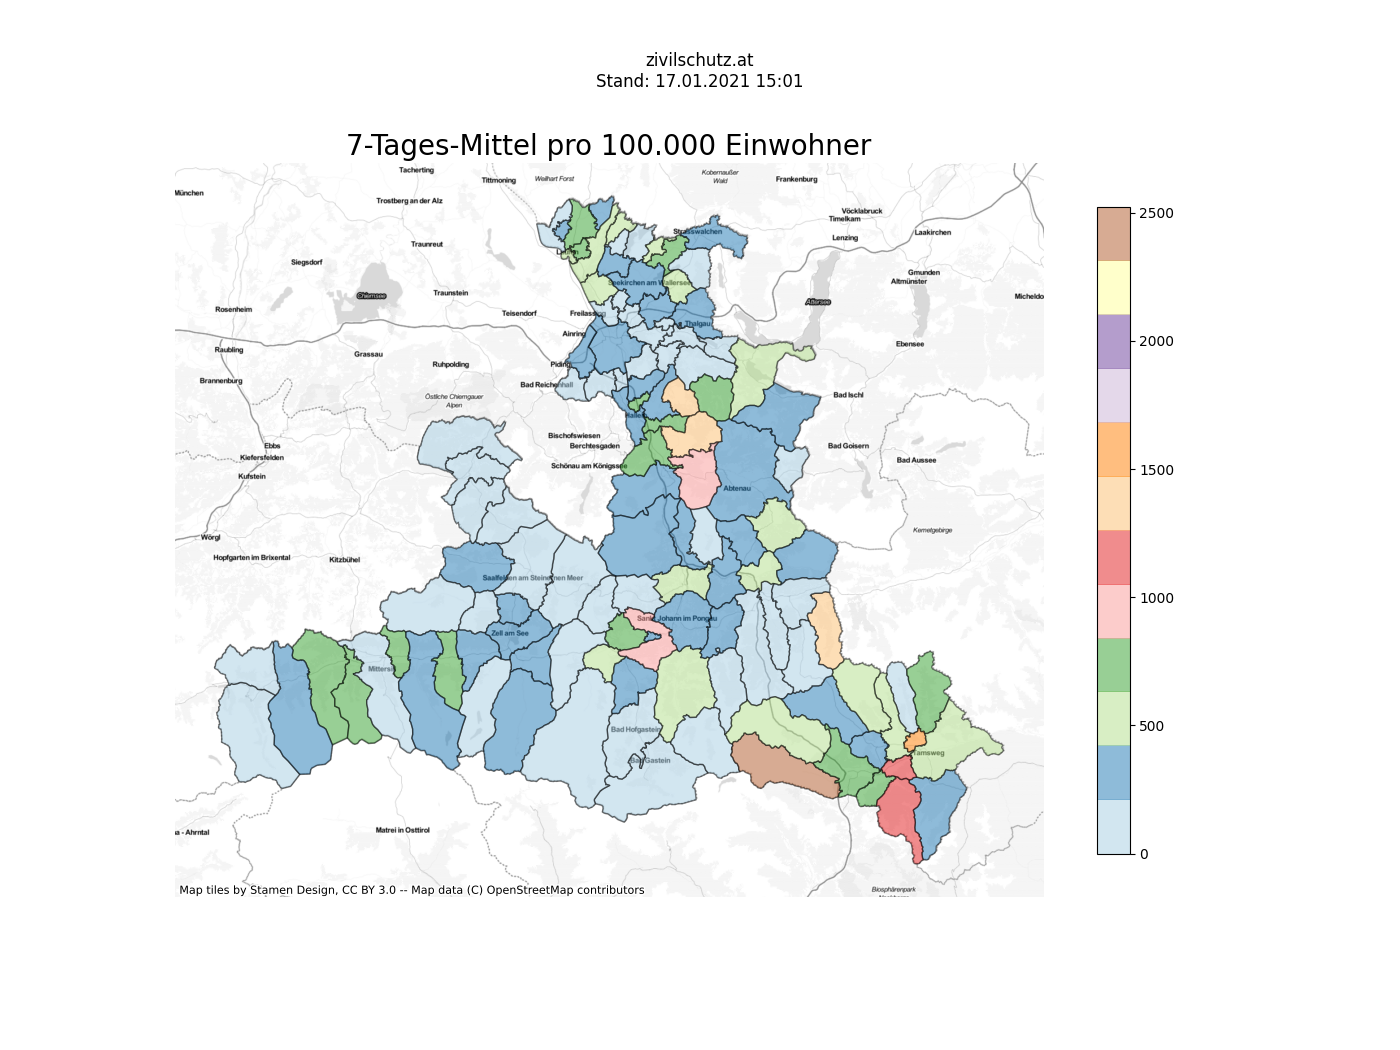 zivilschutz.at
Stand: 17.01.2021 15:01
7-Tages-Mittel pro 100.000 Einwohner
Tacherting
Tittmoning
Weilhart Forst
Kobernaußer
Wald
Frankenburg
München
Trostberg an der Alz
Vöcklabruck
Timelkam
Strasswalchen
Laakirchen
Lenzing
Traunreut
Siegsdorf
Gmunden
Altmünster
Seekirchen am Wallersee
Chiemsee
Traunstein
Attersee
Micheldo
Rosenheim
Teisendorf
Freilassing
Thalgau
Ainring
Ebensee
Raubling
Grassau
Ruhpolding
Piding
Brannenburg
Bad Reichenhall
Östliche Chiemgauer
Alpen
Bad Ischl
Hallein
Bischofswiesen
Ebbs
Berchtesgaden
Bad Goisern
Kiefersfelden
Schönau am Königssee
Bad Aussee
Kufstein
Abtenau
Kemetgebirge
Wörgl
Hopfgarten im Brixental
Kitzbühel
Saalfelden am Steinernen Meer
Sankt Johann im Pongau
Zell am See
Mittersill
Bad Hofgastein
Tamsweg
Bad Gastein
Matrei in Osttirol
na - Ahrntal
Biosphärenpark
Map tiles by Stamen Design, CC BY 3.0 -- Map data (C) OpenStreetMap contributors
2500
2000
1500
1000
500
0